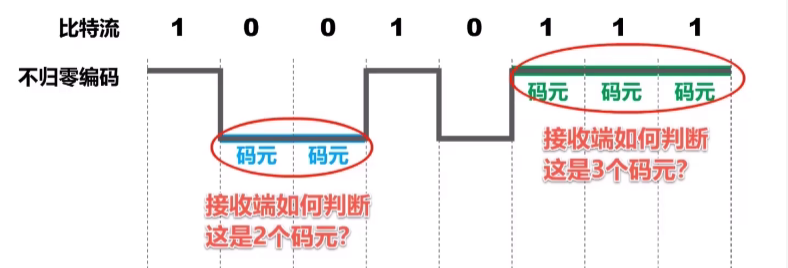 比特流 1 0 0 1 0 1 1 1
不归零编码
码元 码元 码元
码元 码元
接收端如何判断
这是3个码元?
接收端如何判断
这是2个码元?